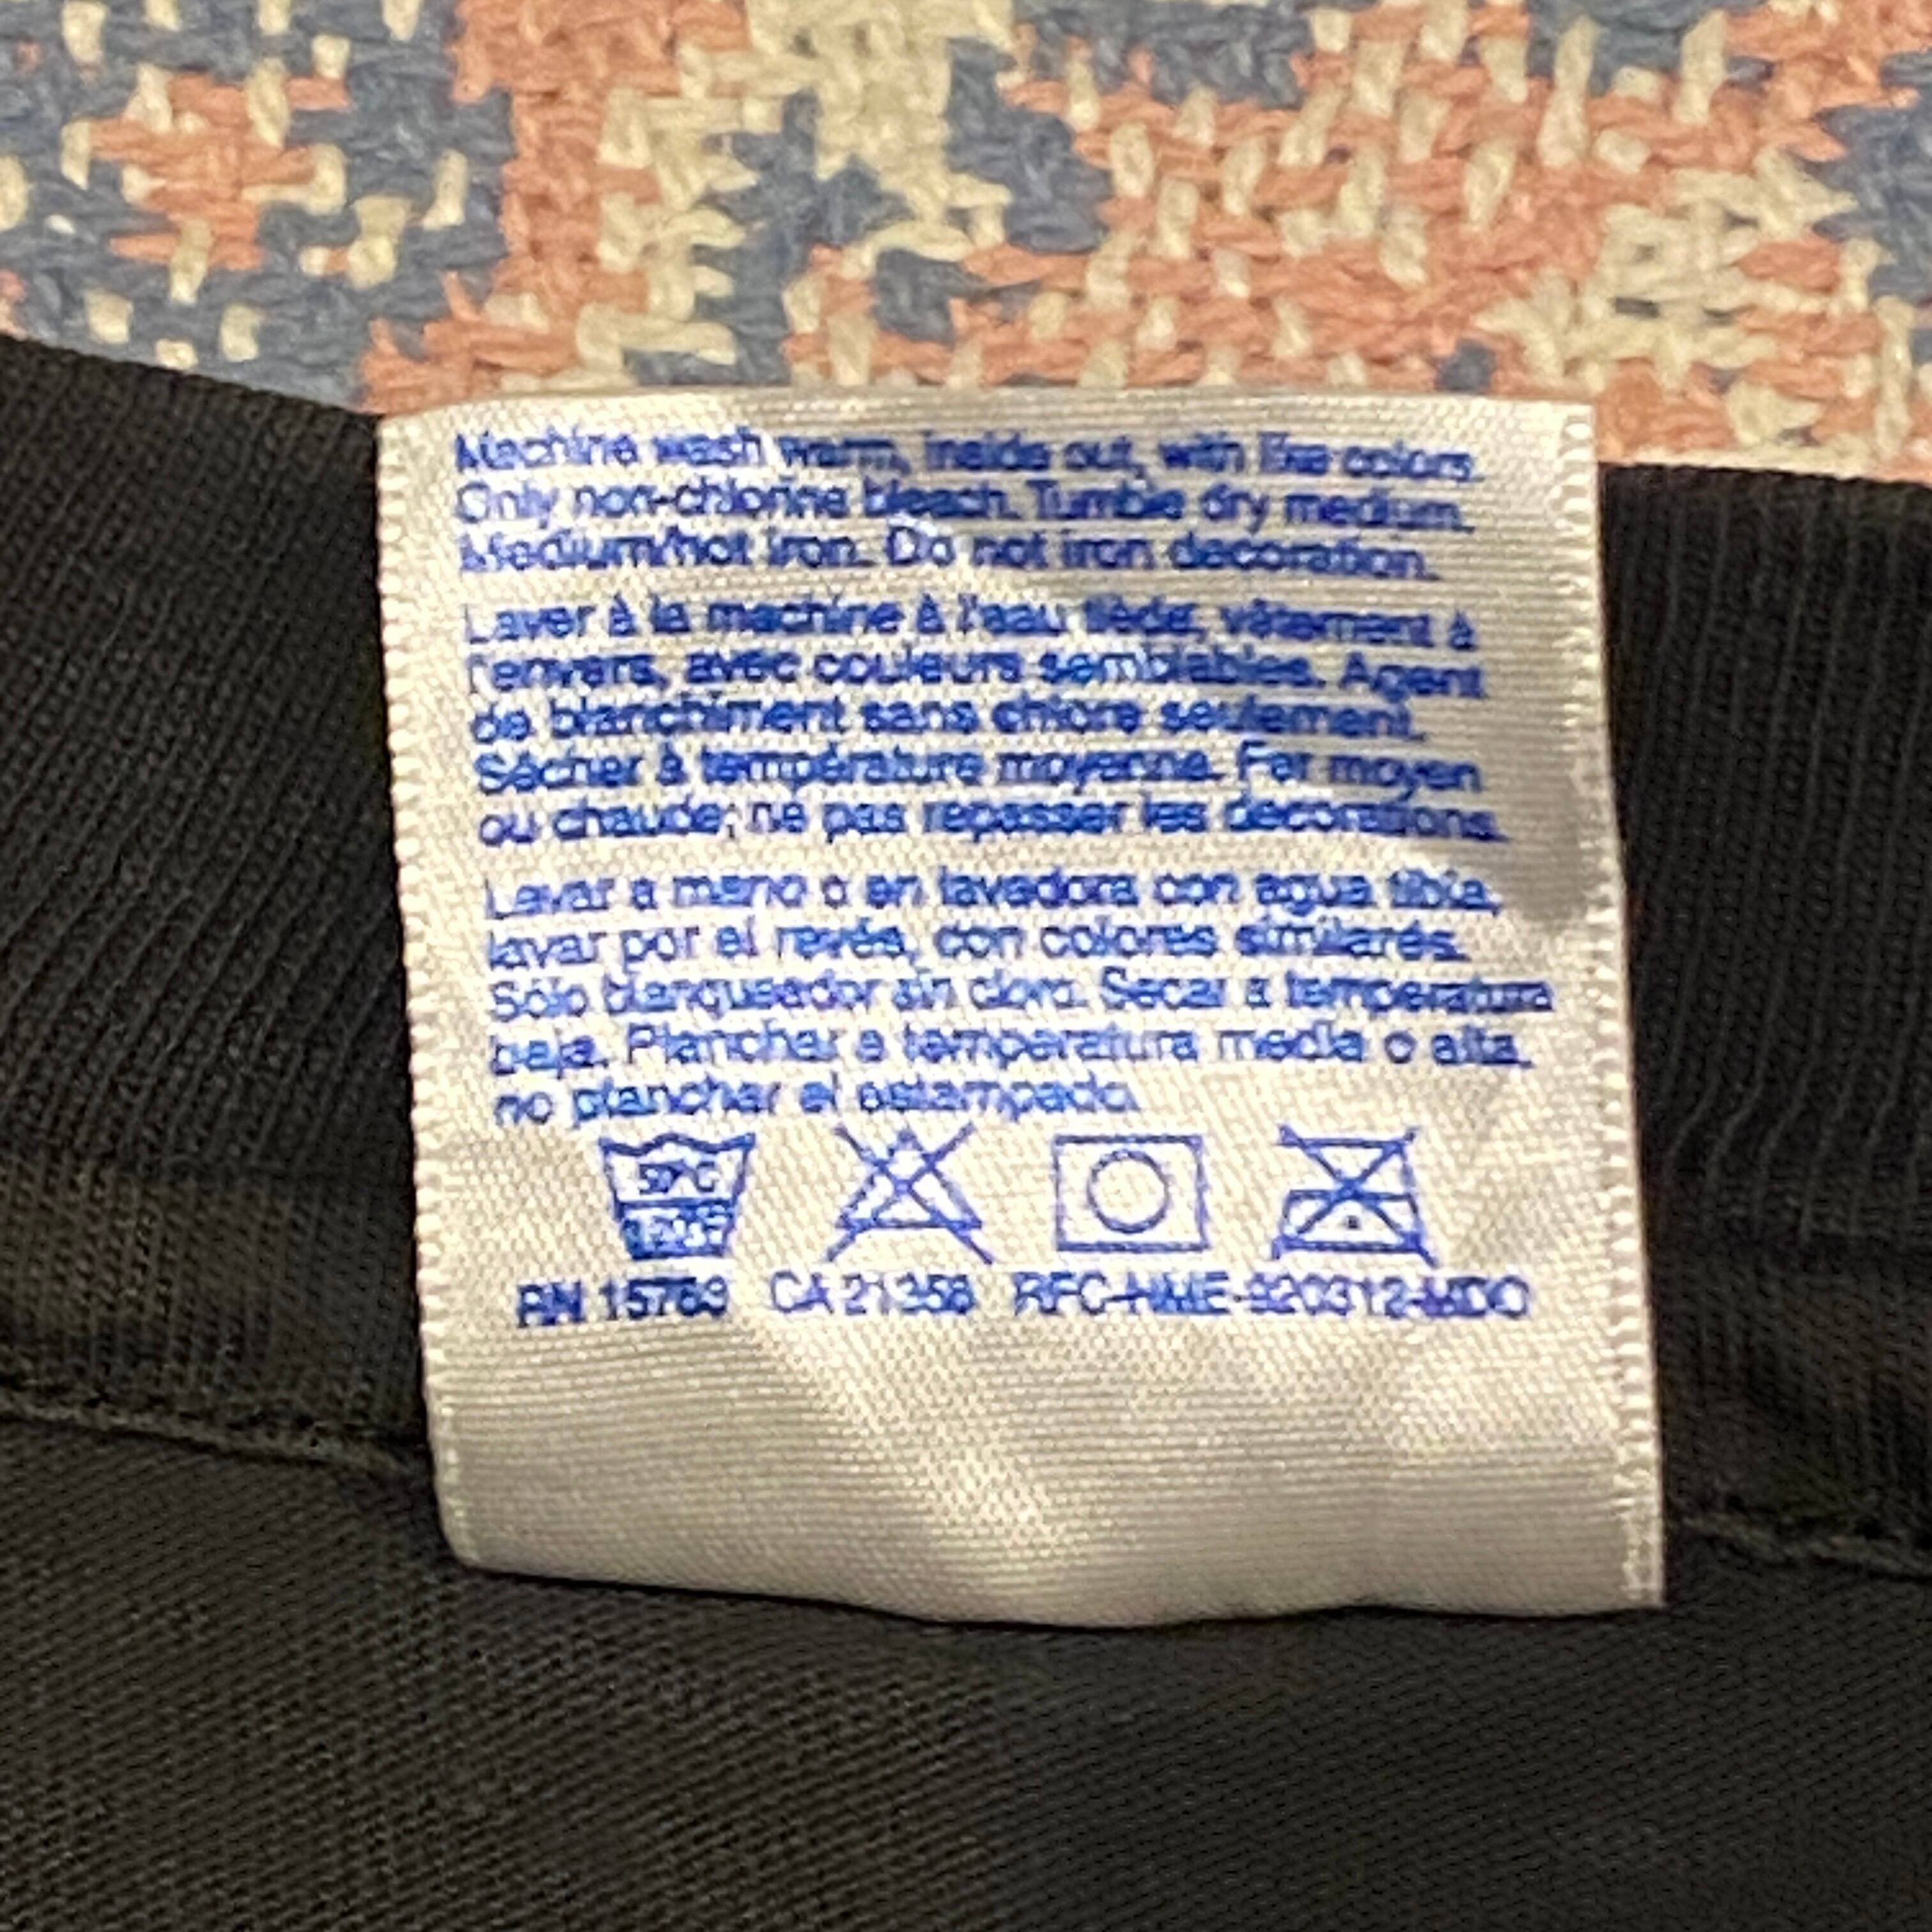 Machine wash warm, inside out, with like colors.
Only non-chlorine bleach. Tumble dry medium.
Medium/hot iron. Do not iron decoration.
Laver à la machine à l'eau tiède, vêtement à
l'envers, avec couleurs semblables. Agent
de blanchiment sans chlore seulement.
Sécher à température moyenne. Fer moyen
ou chaude; ne pas repasser les decorations.
Lavar a mano o en lavadora con agua tibia,
lavar por el revés, con colores similares.
Sólo blanqueador sin cloro. Secar a temperatura
baja. Planchar a temperatura media o alta.
no planchar el estampado.
50°C
RN 15763 CA 21358 RFC-HME-920312-